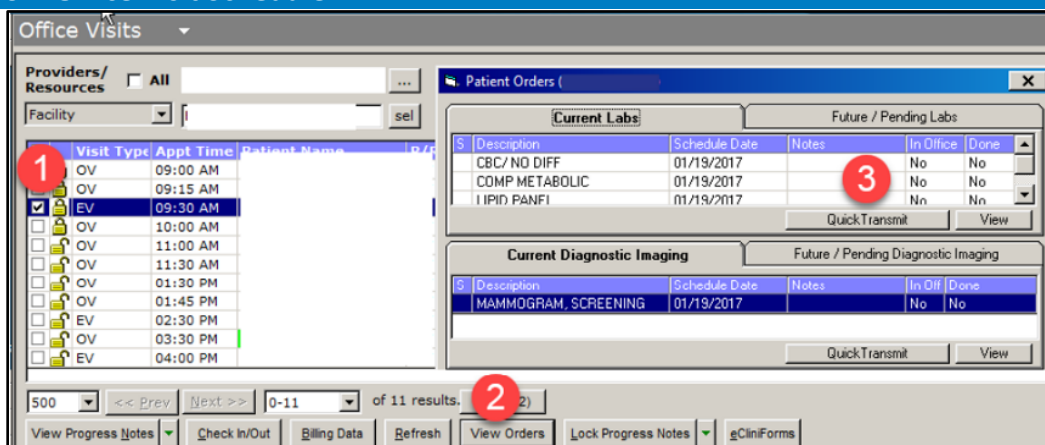 Office Visits
Providers/
Resources
All
...
Patient Orders (
X
Facility
sel
Current Labs
Future / Pending Labs
S Description Schedule Date Notes In Office Done
CBC/ NO DIFF 01/19/2017 No No
COMP METABOLIC 01/19/2017 No No
LIPID PANEL 01/19/2017 No No
QuickTransmit View
1
2
3
Visit Type Appt Time Patient Name
OV 09:00 AM
OV 09:15 AM
EV 09:30 AM
OV 10:00 AM
OV 11:00 AM
OV 11:30 AM
OV 01:30 PM
OV 01:45 PM
EV 02:30 PM
OV 03:30 PM
EV 04:00 PM
Current Diagnostic Imaging
Future / Pending Diagnostic Imaging
S Description Schedule Date Notes In Off Done
MAMMOGRAM, SCREENING 01/19/2017 No No
QuickTransmit View
500 << Prev Next >> 0-11 of 11 results. 2)
View Progress Notes Check In/Out Billing Data Refresh View Orders Lock Progress Notes eCliniForms